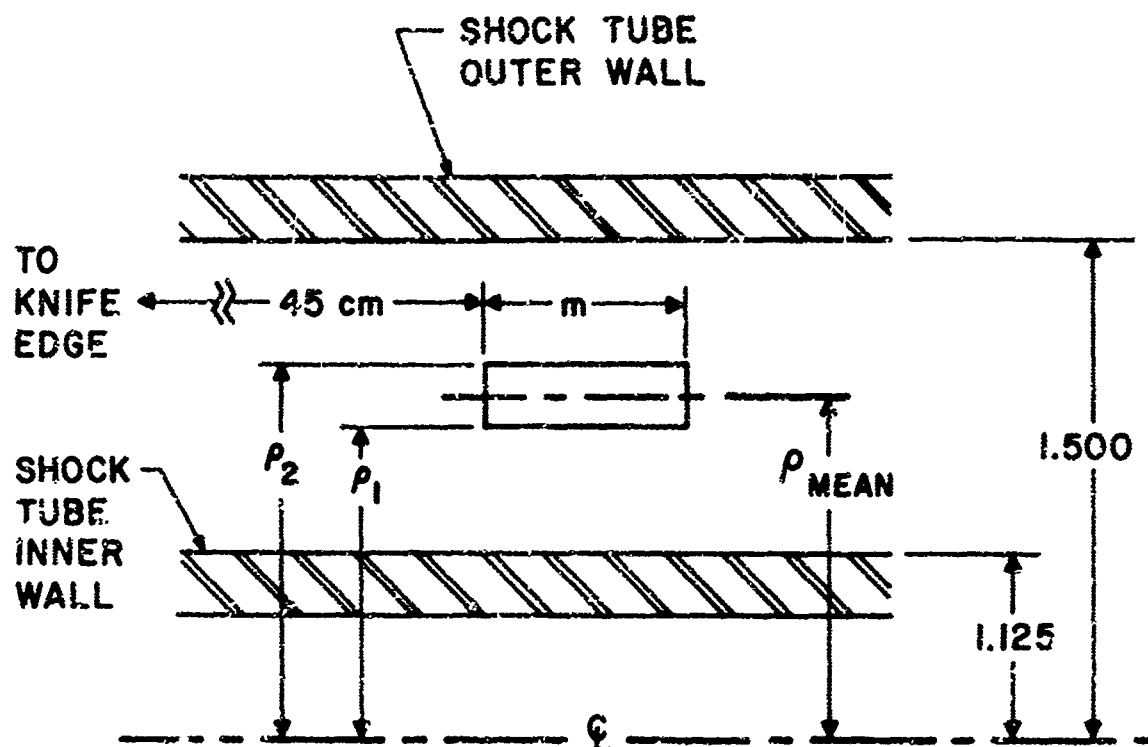 SHOCK TUBE
OUTER WALL
TO
KNIFE
EDGE
45 cm
m
ρ2
ρ1
ρMEAN
1.500
SHOCK
TUBE
INNER
WALL
1.125
℄